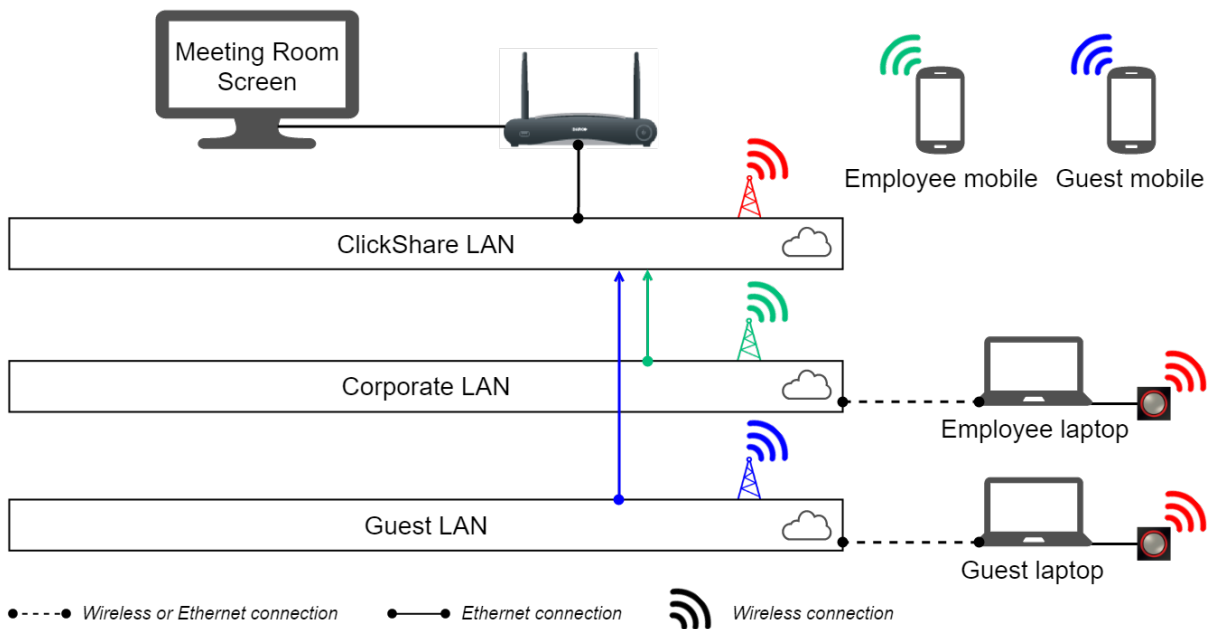 Meeting Room
Screen
Employee mobile
Guest mobile
ClickShare LAN
Corporate LAN
Employee laptop
Guest LAN
Guest laptop
Wireless or Ethernet connection
Ethernet connection
Wireless connection